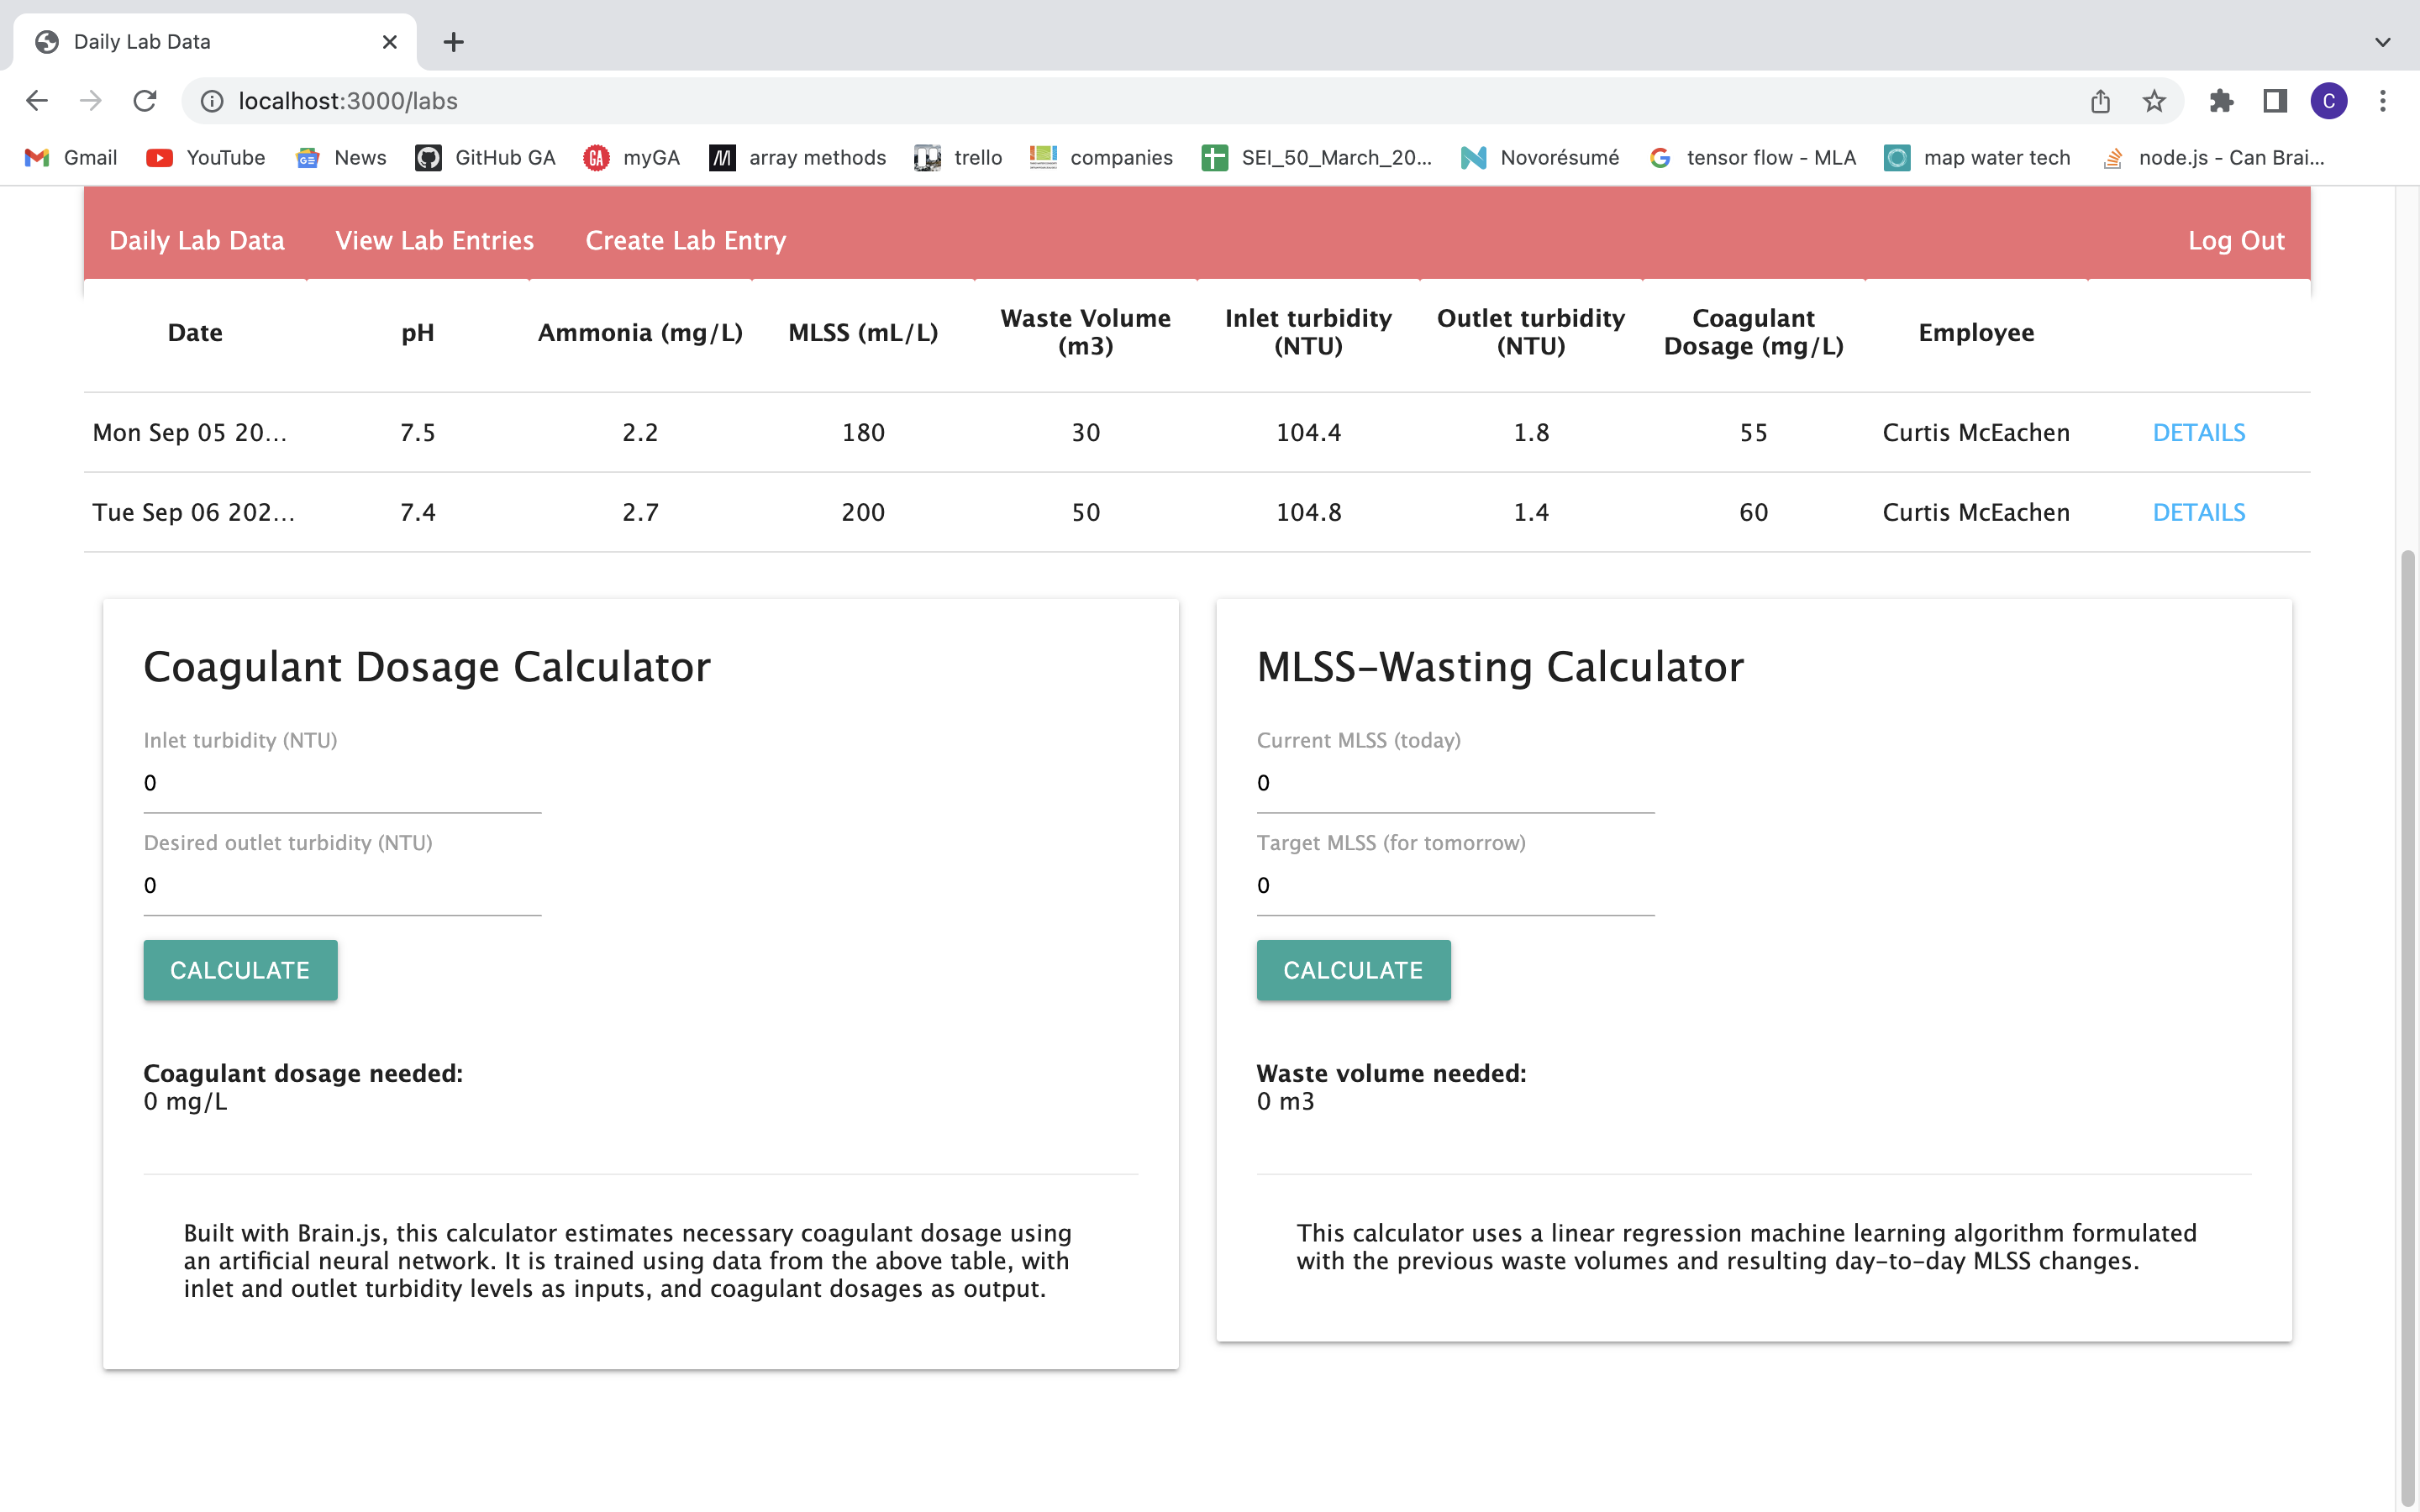 Daily Lab Data
localhost:3000/labs
Gmail YouTube News GitHub GA myGA array methods trello companies SEI_50_March_20... Novorésumé tensor flow - MLA map water tech node.js - Can Brai...
Daily Lab Data View Lab Entries Create Lab Entry Log Out
Date pH Ammonia (mg/L) MLSS (mL/L) Waste Volume (m3) Inlet turbidity (NTU) Outlet turbidity (NTU) Coagulant Dosage (mg/L) Employee
Mon Sep 05 20... 7.5 2.2 180 30 104.4 1.8 55 Curtis McEachen DETAILS
Tue Sep 06 202... 7.4 2.7 200 50 104.8 1.4 60 Curtis McEachen DETAILS
Coagulant Dosage Calculator
Inlet turbidity (NTU)
0
Desired outlet turbidity (NTU)
0
CALCULATE
Coagulant dosage needed:
0 mg/L
Built with Brain.js, this calculator estimates necessary coagulant dosage using
an artificial neural network. It is trained using data from the above table, with
inlet and outlet turbidity levels as inputs, and coagulant dosages as output.
MLSS-Wasting Calculator
Current MLSS (today)
0
Target MLSS (for tomorrow)
0
CALCULATE
Waste volume needed:
0 m3
This calculator uses a linear regression machine learning algorithm formulated
with the previous waste volumes and resulting day-to-day MLSS changes.